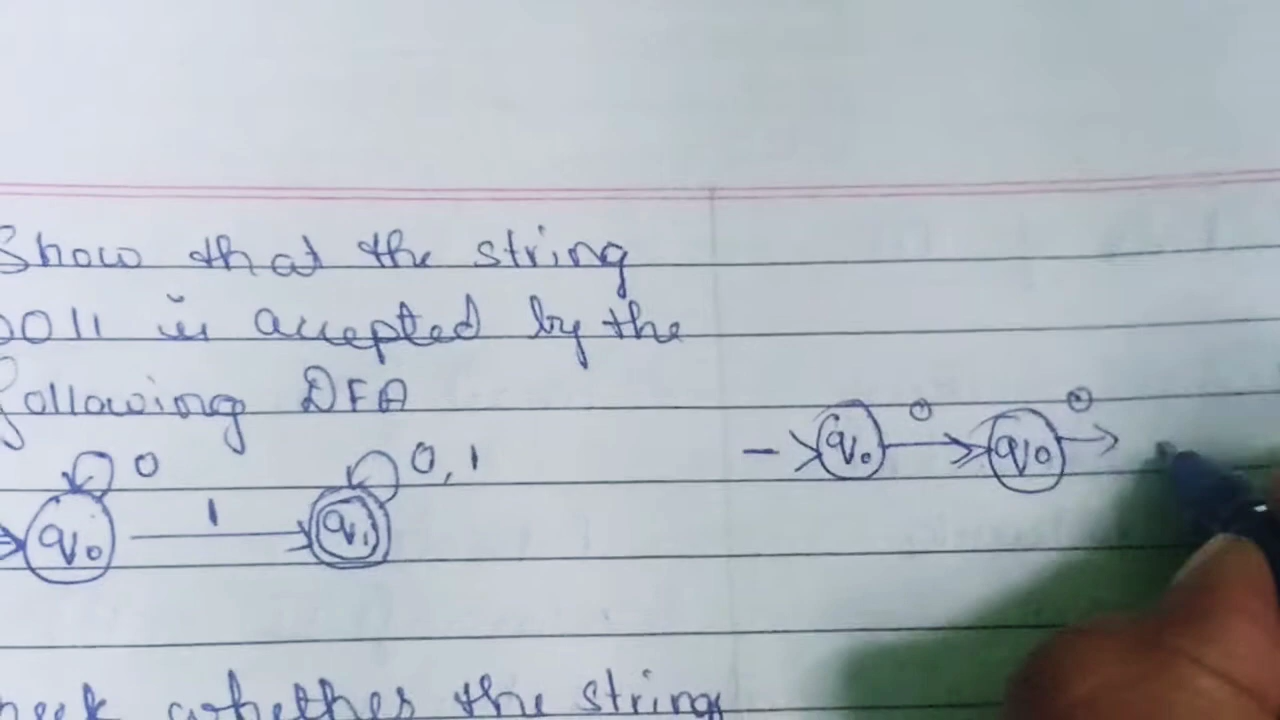 Show that the string
0011 is accepted by the
following DFA
0 0,1 0 0
1 q0 q0
q0 q1
whether the string